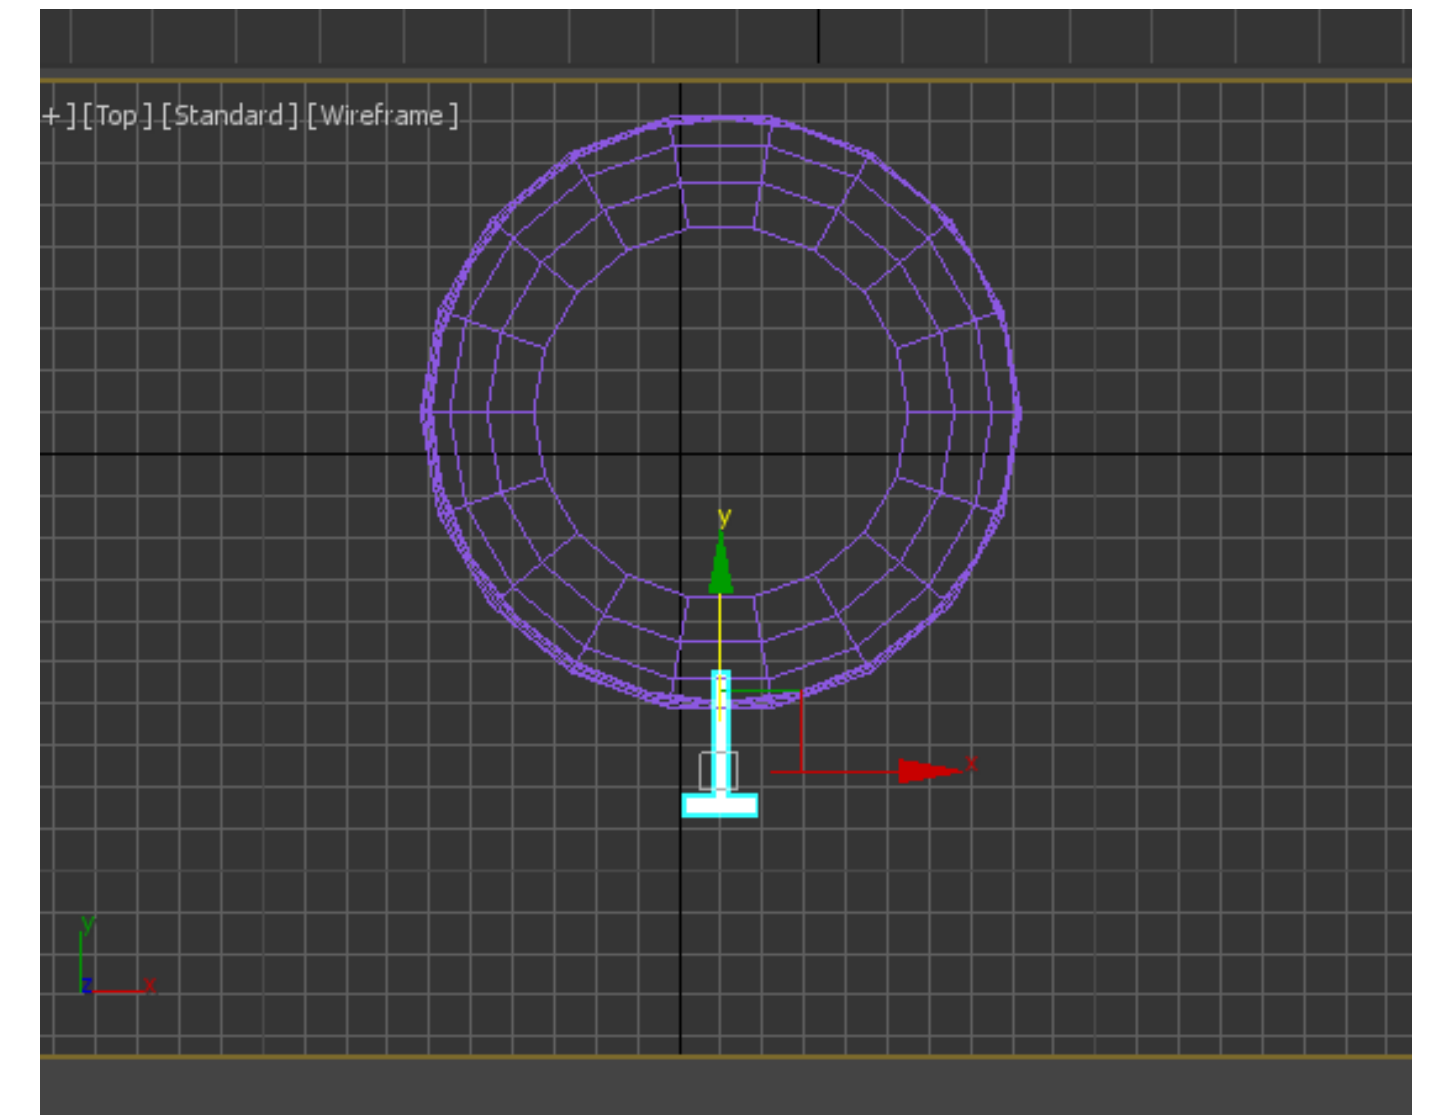 + ] [Top ] [Standard ] [Wireframe ]
y
x
y
z x